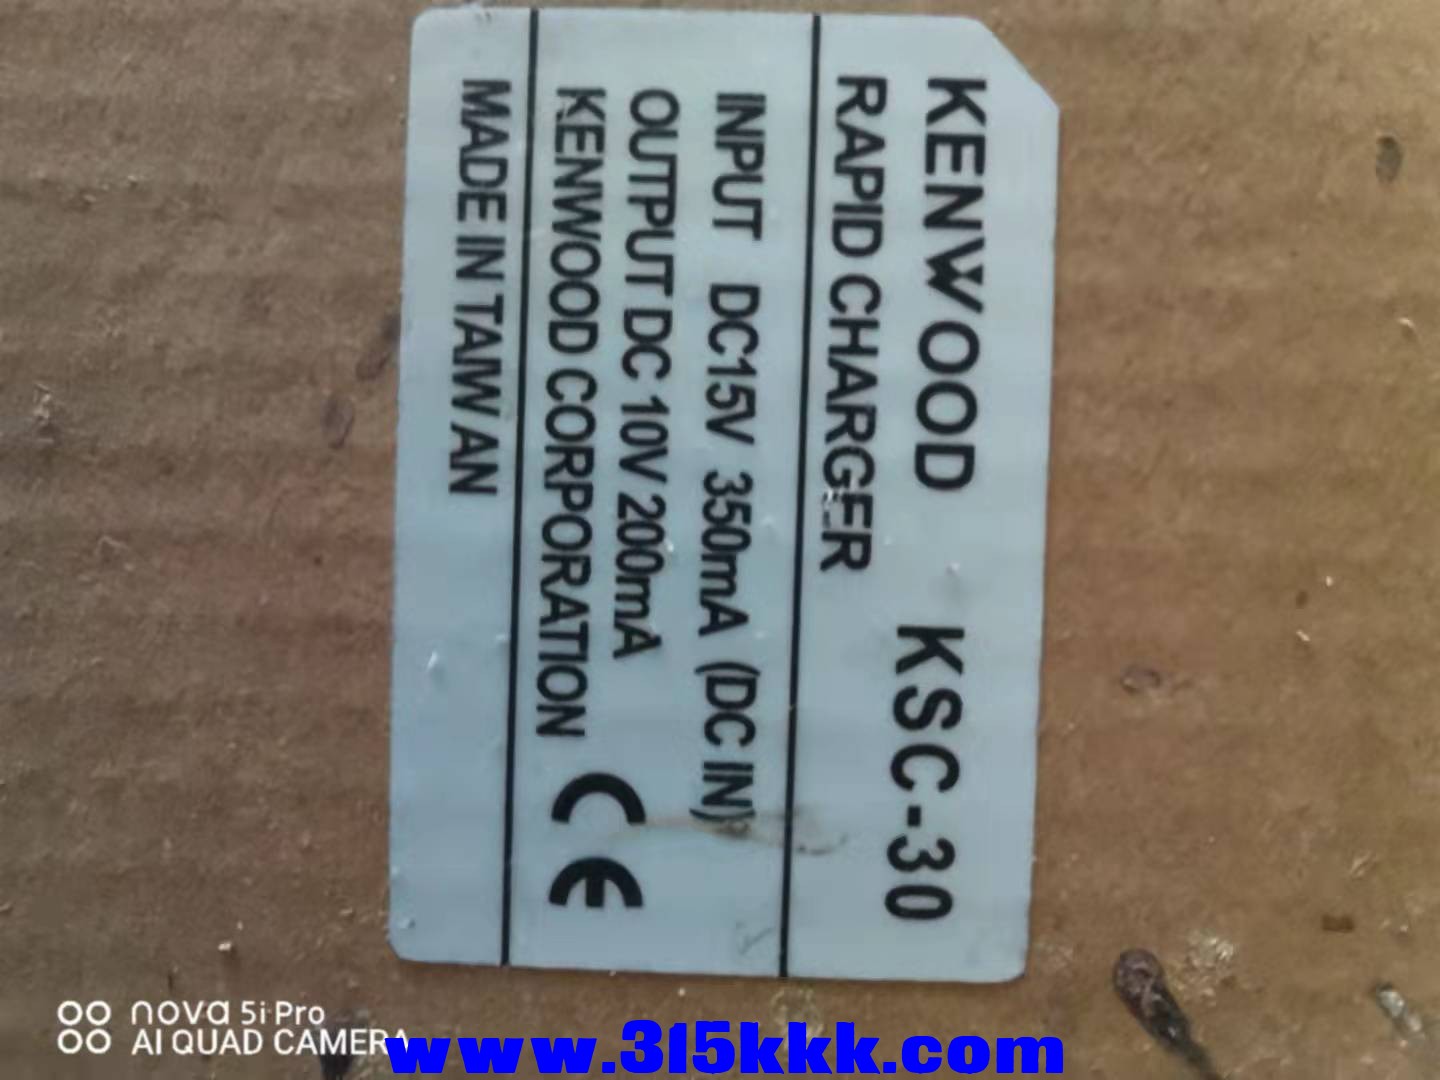 KENWOOD KSC-30
RAPID CHARGER
INPUT DC15V 350mA (DC IN)
OUTPUT DC 10V 200mA
KENWOOD CORPORATION CE
MADE IN TAIWAN
nova 5i Pro
AI QUAD CAMERA
www.315kkk.com